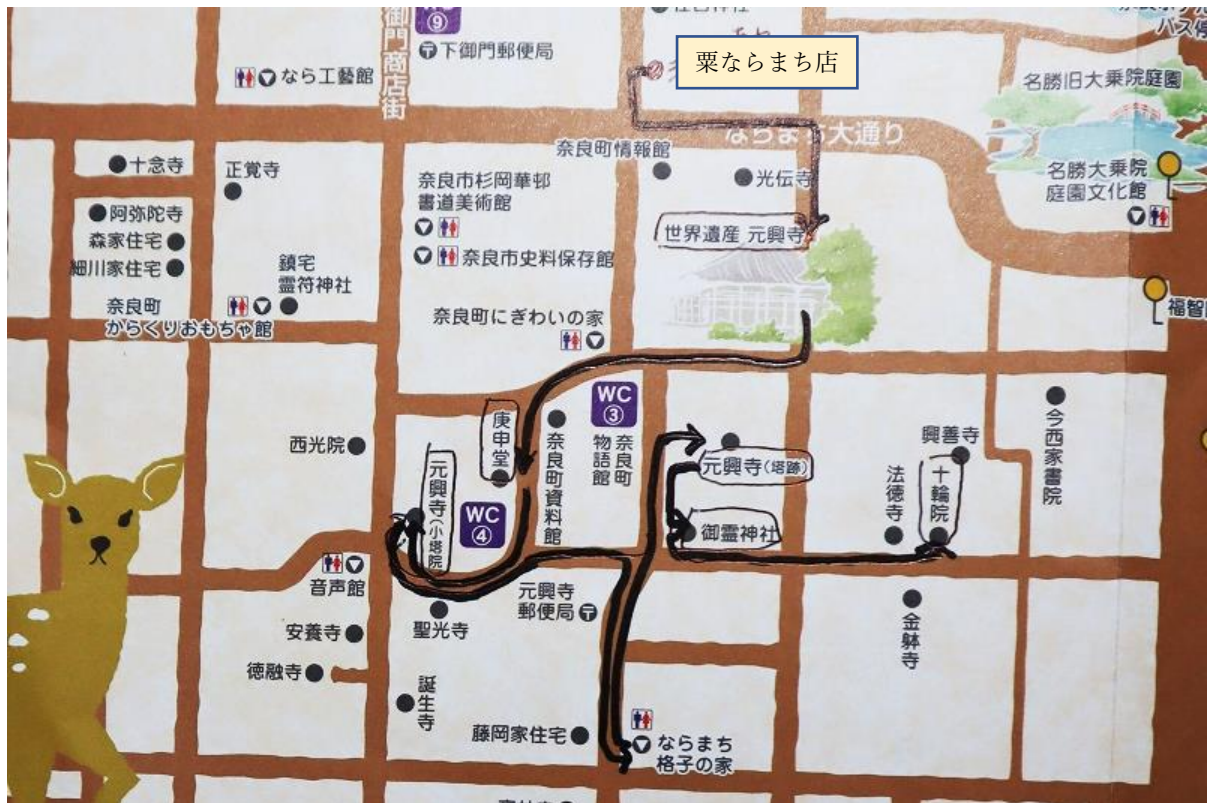 下御門郵便局
粟ならまち店
なら工藝館
御門商店街
名勝旧大乗院庭園
ならまち大通り
奈良町情報館
十念寺
正覚寺
光伝寺
奈良市杉岡華邨
書道美術館
名勝大乗院
庭園文化館
阿弥陀寺
森家住宅
細川家住宅
世界遺産 元興寺
奈良市史料保存館
鎮宅
霊符神社
奈良町
からくりおもちゃ館
奈良町にぎわいの家
福智
WC
③
今西家書院
庚申堂
奈良町資料館
奈良町
物語館
西光院
元興寺(小塔院)
WC
④
元興寺(塔跡)
興善寺
法徳寺
十輪院
御霊神社
音声館
元興寺
郵便局
聖光寺
安養寺
金躰寺
徳融寺
誕生寺
藤岡家住宅
ならまち
格子の家